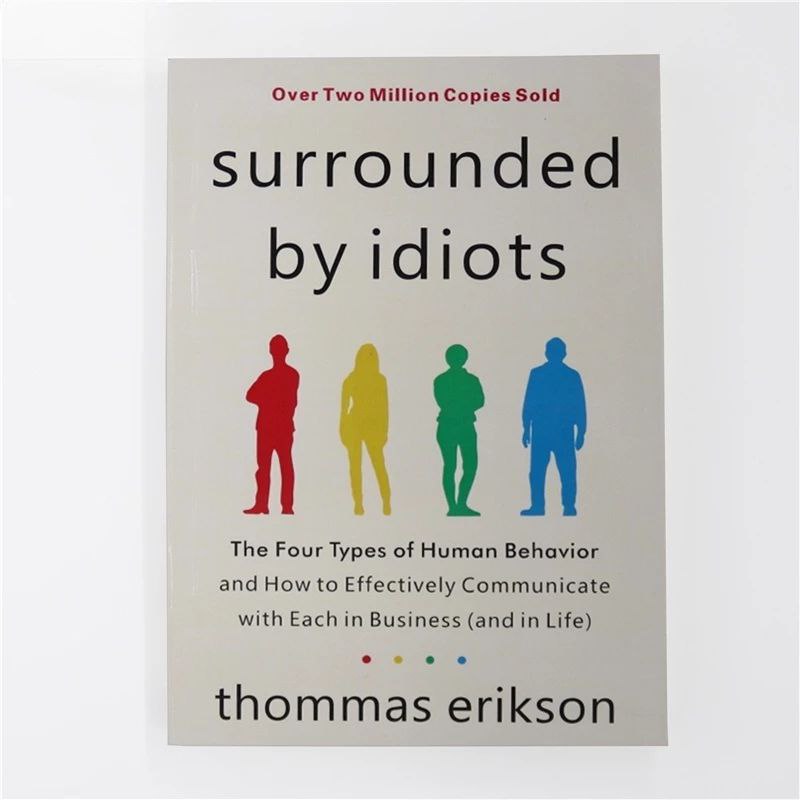 Over Two Million Copies Sold
surrounded
by idiots
The Four Types of Human Behavior
and How to Effectively Communicate
with Each in Business (and in Life)
thommas erikson